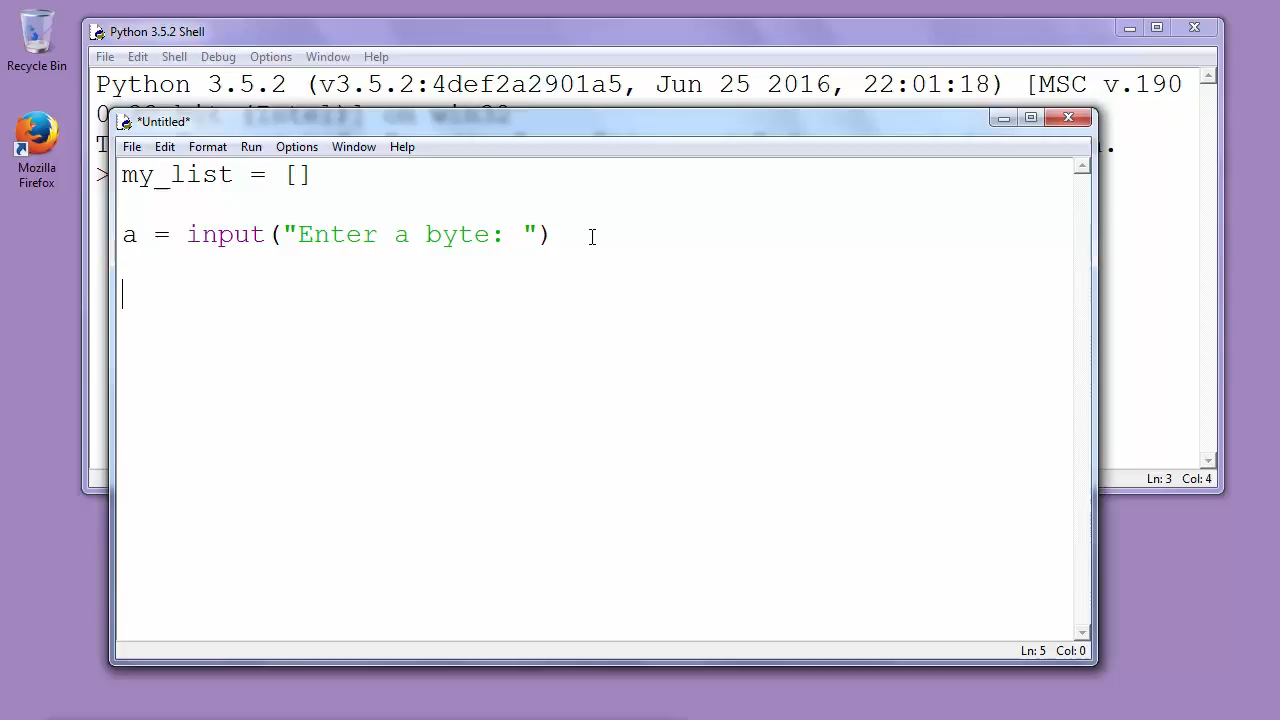 Recycle Bin
Mozilla
Firefox
Python 3.5.2 Shell
File Edit Shell Debug Options Window Help
Python 3.5.2 (v3.5.2:4def2a2901a5, Jun 25 2016, 22:01:18) [MSC v.190
on win32
>
*Untitled*
File Edit Format Run Options Window Help
my_list = []
a = input("Enter a byte: ")
Ln: 3 Col: 4
Ln: 5 Col: 0